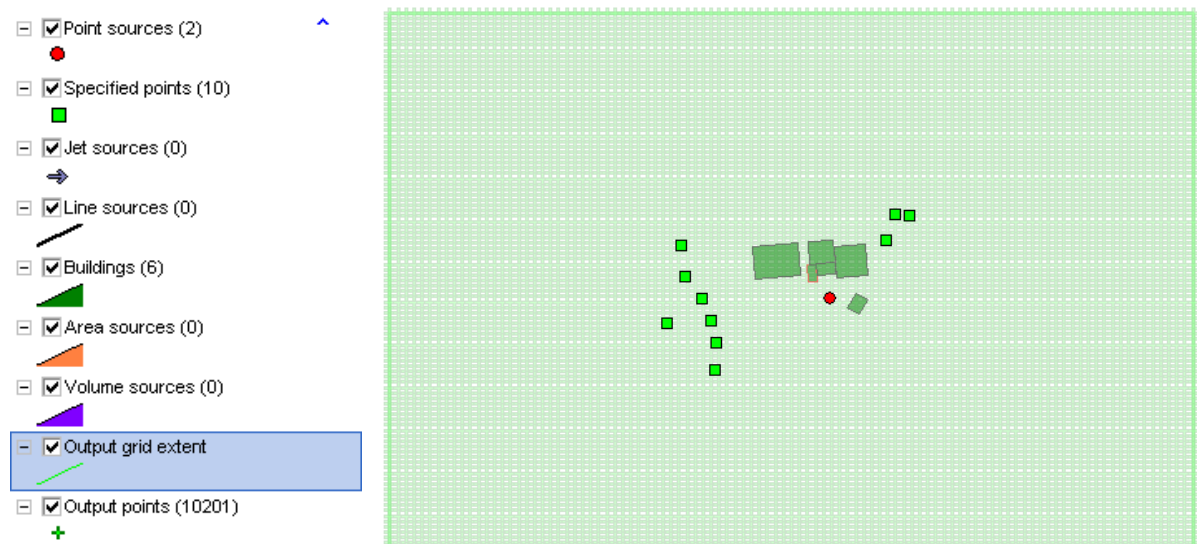 Point sources (2)
Specified points (10)
Jet sources (0)
Line sources (0)
Buildings (6)
Area sources (0)
Volume sources (0)
Output grid extent
Output points (10201)